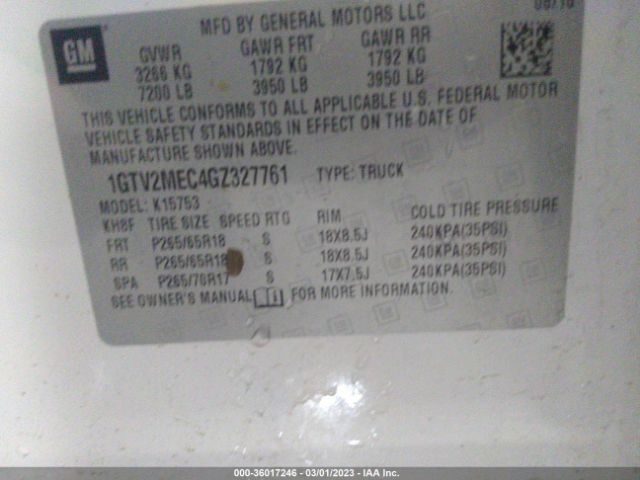 GM
MFD BY GENERAL MOTORS LLC
GVWR GAWR FRT GAWR RR
3266 KG 1792 KG 1792 KG
7200 LB 3950 LB 3950 LB
THIS VEHICLE CONFORMS TO ALL APPLICABLE U.S. FEDERAL MOTOR
VEHICLE SAFETY STANDARDS IN EFFECT ON THE DATE OF
MANUFACTURE SHOWN ABOVE.
1GTV2MEC4GZ327761 TYPE: TRUCK
MODEL: K15753
KH8F TIRE SIZE SPEED RTG RIM COLD TIRE PRESSURE
FRT P265/65R18 S 18X8.5J 240KPA(35PSI)
RR P265/65R18 S 18X8.5J 240KPA(35PSI)
SPA P265/70R17 S 17X7.5J 240KPA(35PSI)
SEE OWNER'S MANUAL FOR MORE INFORMATION.
000-36017246 - 03/01/2023 - IAA Inc.